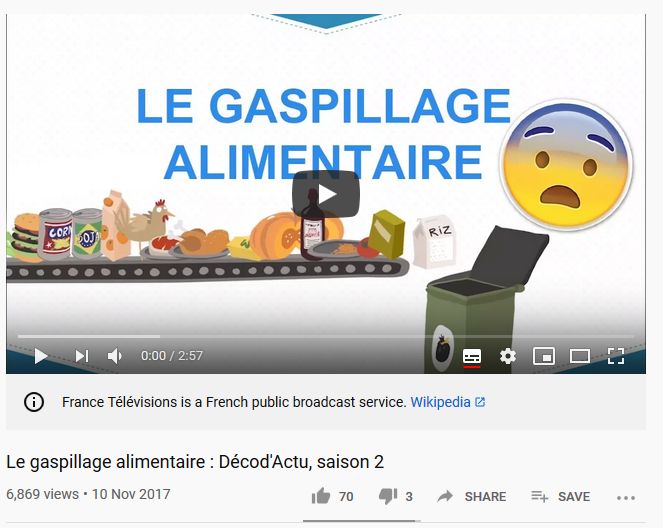 LE GASPILLAGE
ALIMENTAIRE
CORN
SOJA
RIZ
0:00 / 2:57
France Télévisions is a French public broadcast service. Wikipedia
Le gaspillage alimentaire : Décod'Actu, saison 2
6,869 views • 10 Nov 2017
70
3
SHARE
SAVE